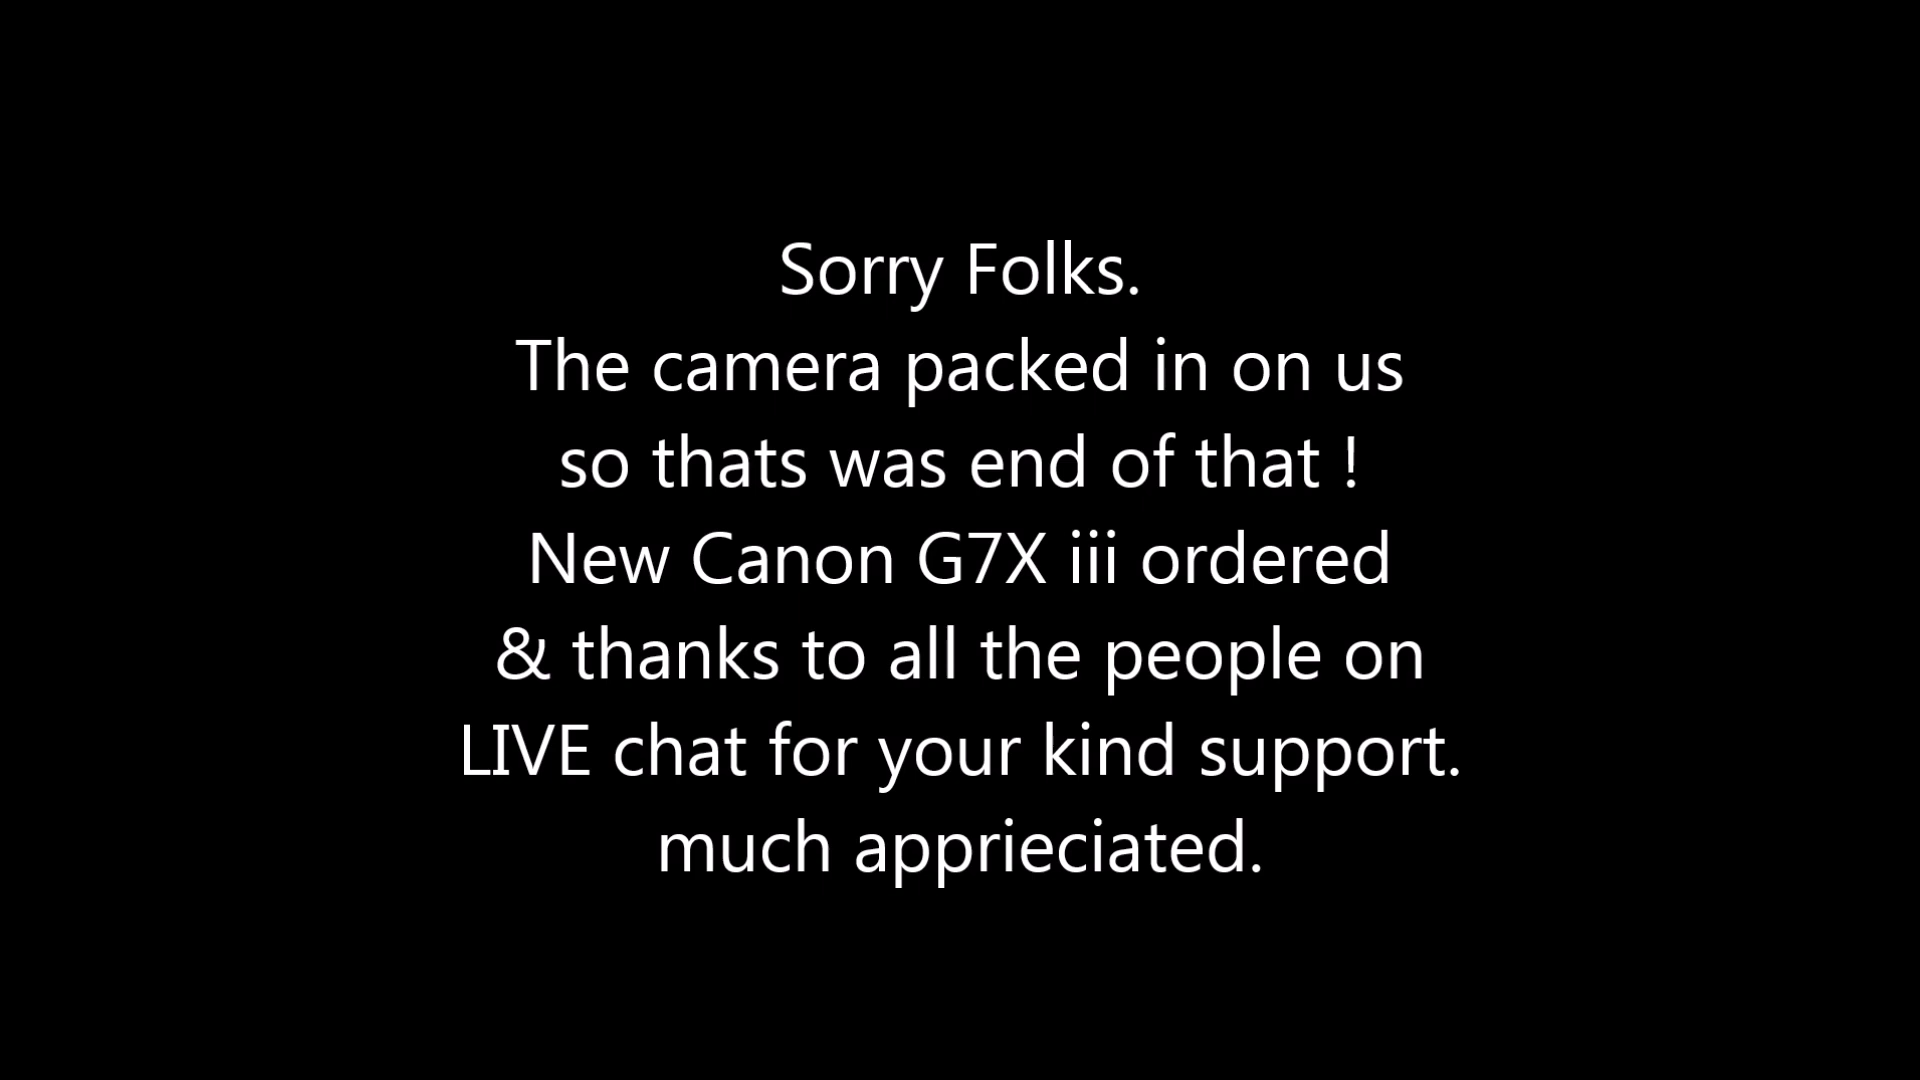 Sorry Folks.
The camera packed in on us
so thats was end of that !
New Canon G7X iii ordered
& thanks to all the people on
LIVE chat for your kind support.
much apprieciated.